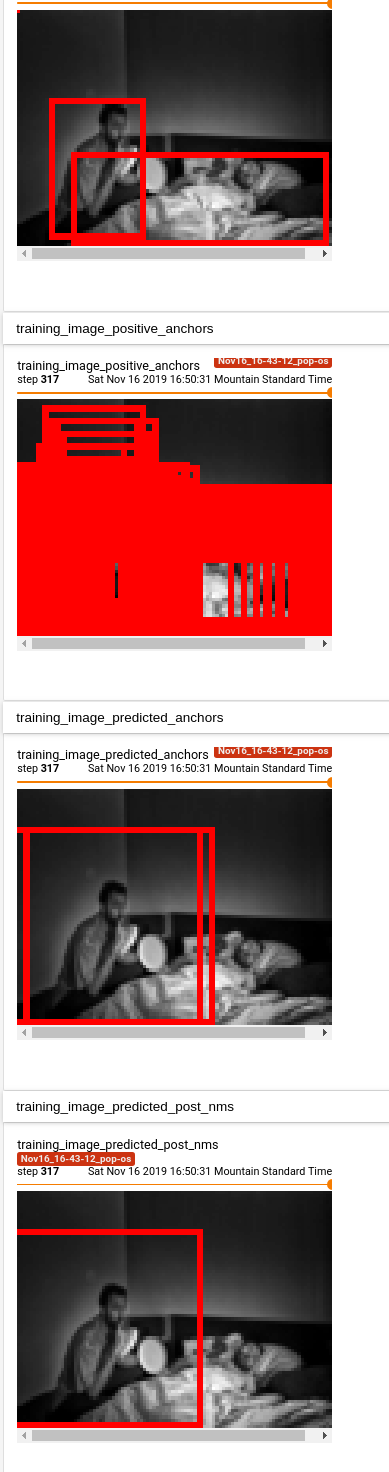 training_image_positive_anchors
training_image_positive_anchors Nov16_16-43-12_pop-os
step 317 Sat Nov 16 2019 16:50:31 Mountain Standard Time
training_image_predicted_anchors
training_image_predicted_anchors Nov16_16-43-12_pop-os
step 317 Sat Nov 16 2019 16:50:31 Mountain Standard Time
training_image_predicted_post_nms
training_image_predicted_post_nms
Nov16_16-43-12_pop-os
step 317 Sat Nov 16 2019 16:50:31 Mountain Standard Time